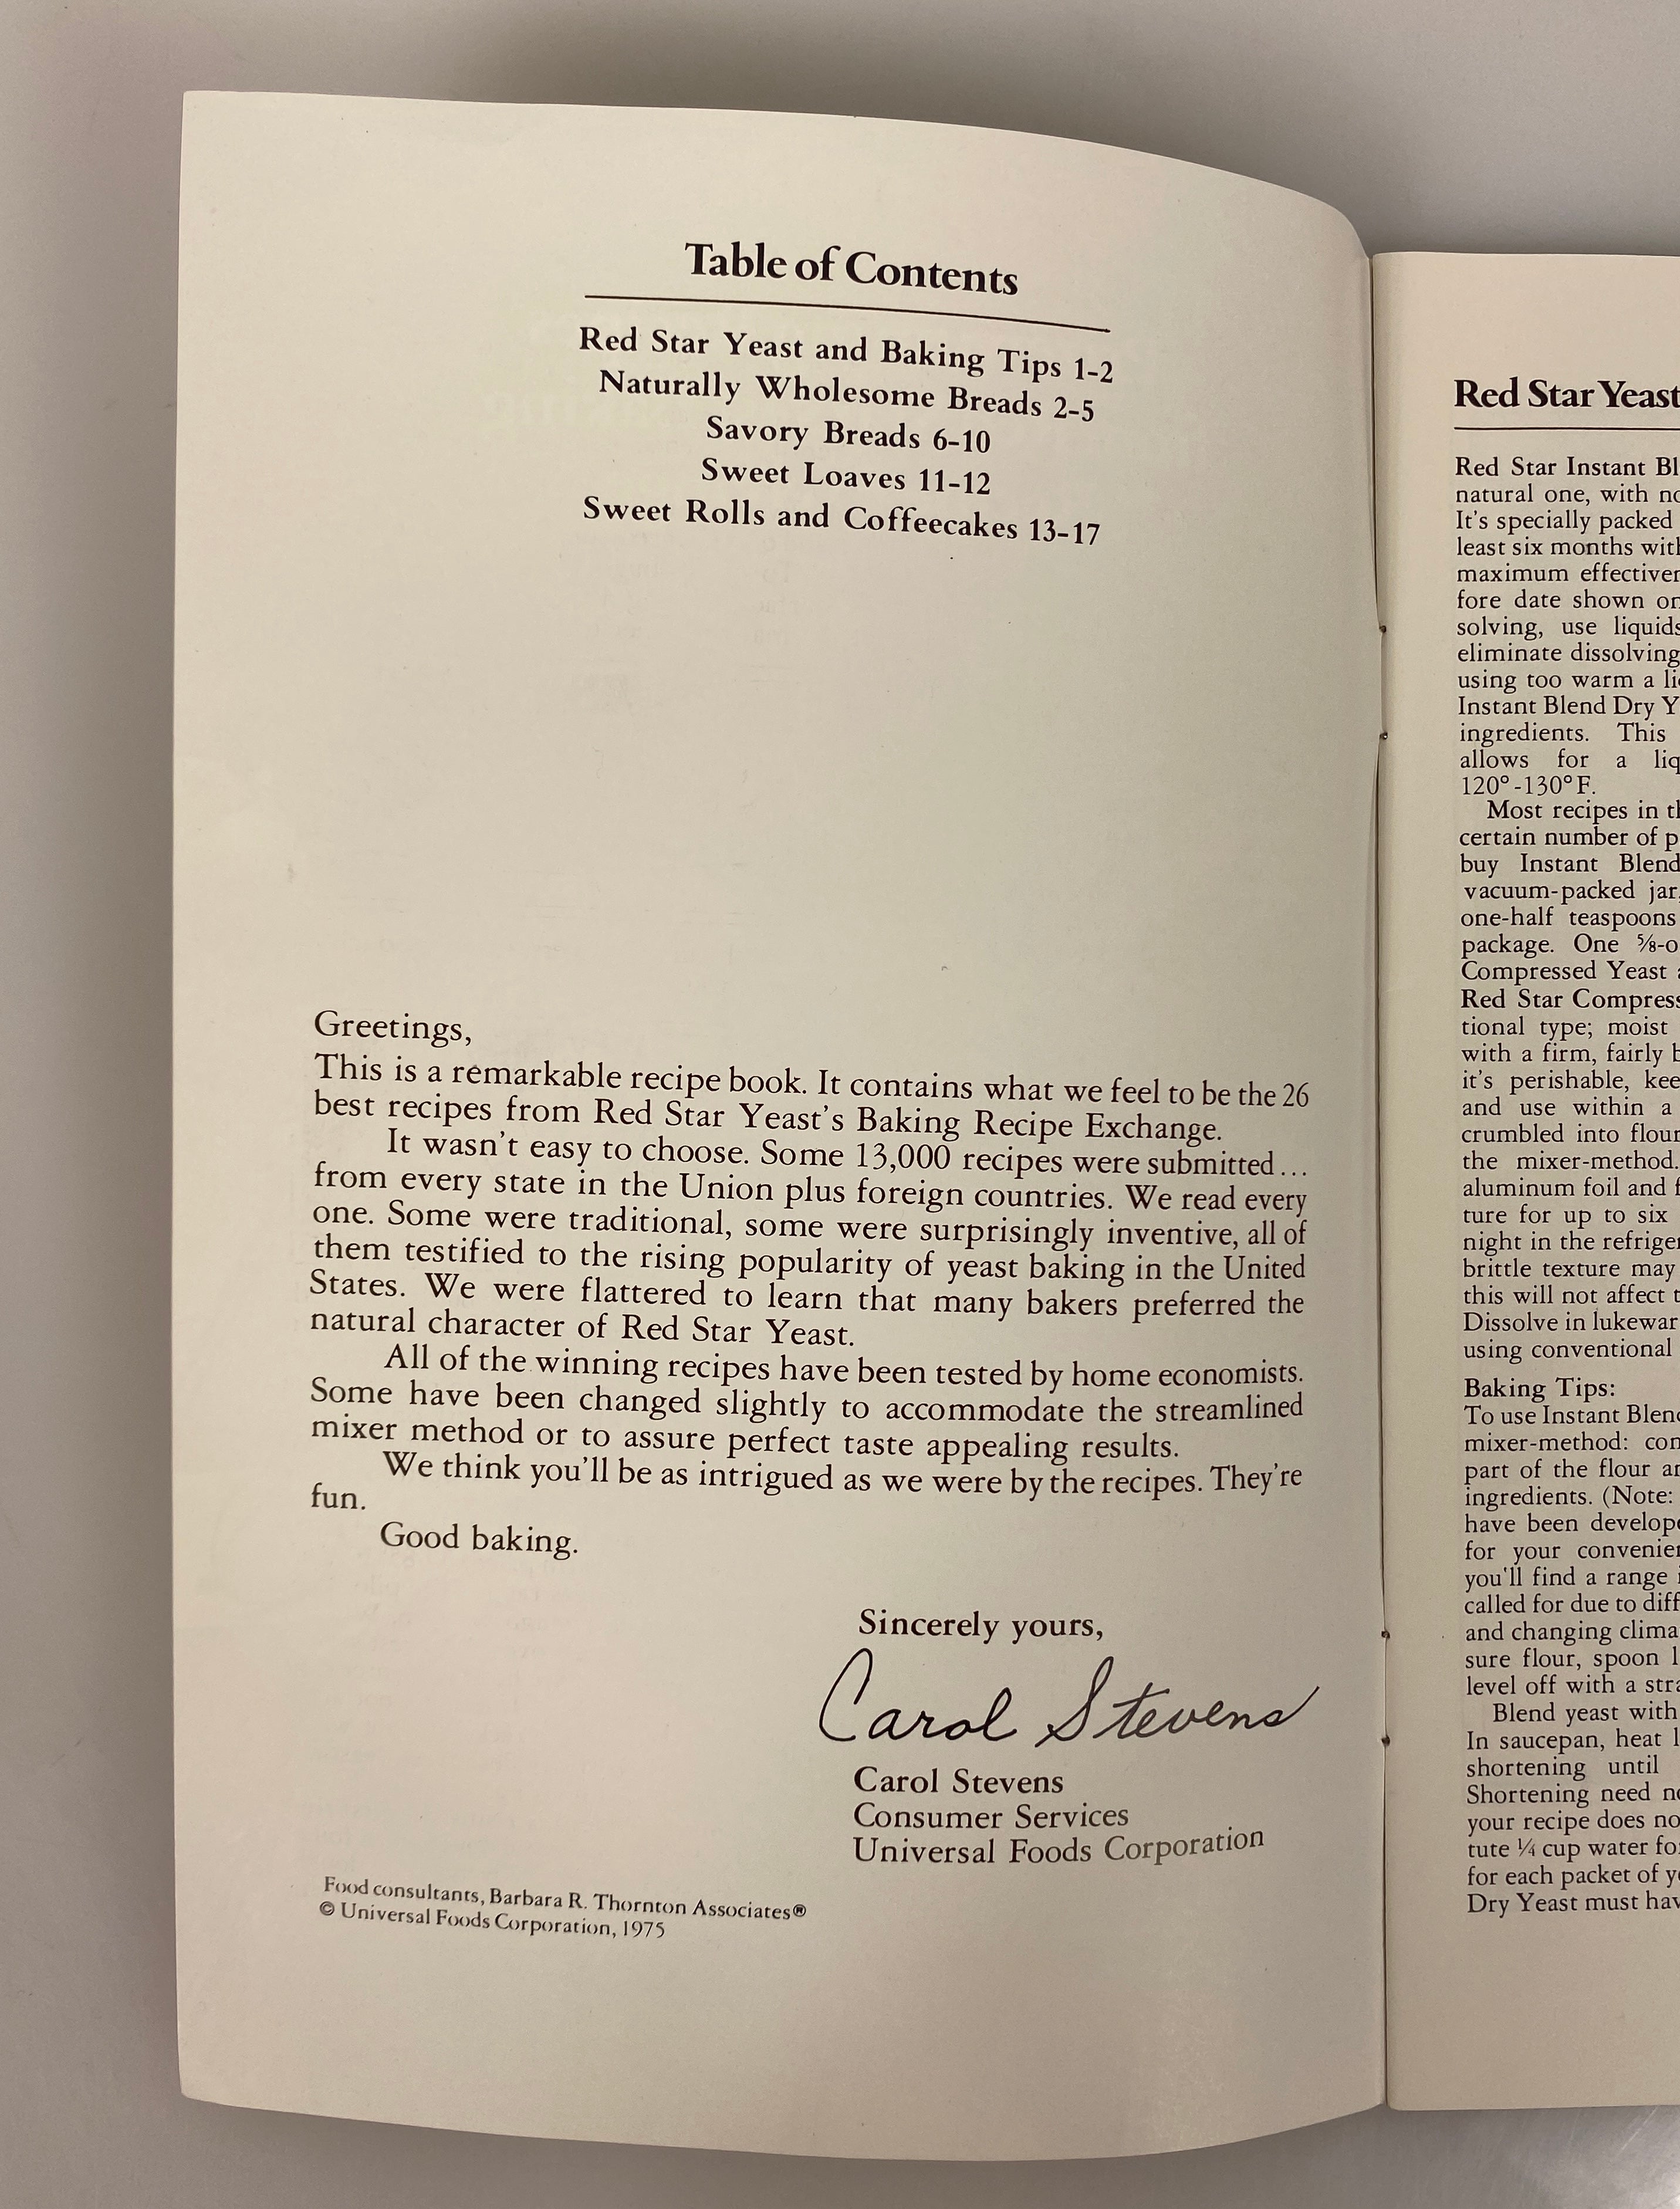 Table of Contents
Red Star Yeast and Baking Tips 1-2
Naturally Wholesome Breads 2-5
Savory Breads 6-10
Sweet Loaves 11-12
Sweet Rolls and Coffeecakes 13-17
Greetings,
This is a remarkable recipe book. It contains what we feel to be the 26
best recipes from Red Star Yeast's Baking Recipe Exchange.
It wasn't easy to choose. Some 13,000 recipes were submitted...
from every state in the Union plus foreign countries. We read every
one. Some were traditional, some were surprisingly inventive, all of
them testified to the rising popularity of yeast baking in the United
States. We were flattered to learn that many bakers preferred the
natural character of Red Star Yeast.
All of the winning recipes have been tested by home economists.
Some have been changed slightly to accommodate the streamlined
mixer method or to assure perfect taste appealing results.
We think you'll be as intrigued as we were by the recipes. They're
fun.
Good baking.
Sincerely yours,
Carol Stevens
Carol Stevens
Consumer Services
Universal Foods Corporation
Food consultants, Barbara R. Thornton Associates®
© Universal Foods Corporation, 1975
Red Star Yeast
Red Star Instant
natural one, with
It's specially packed
least six months
maximum
fore date shown
solving, use liquids
eliminate dissolving
using too warm a
Instant Blend Dry
ingredients. This
allows for a
120°-130°F.
Most recipes in
certain number of
buy Instant Blend
vacuum-packed jar,
one-half teaspoons
package. One ⅝-o
Compressed Yeast
Red Star
tional type; moist
with a firm, fairly
it's perishable,
and use within a
crumbled into flour
the mixer-method.
aluminum foil and
ture for up to six
night in the
brittle texture may
this will not affect
Dissolve in
using conventional
Baking Tips:
To use Instant
mixer-method:
part of the flour
ingredients. (Note:
have been
for your
you'll find a range
called for due to
and changing
sure flour, spoon
level off with a
Blend yeast with
In saucepan, heat
shortening until
Shortening need
your recipe does
tute ¼ cup water
for each packet of
Dry Yeast must